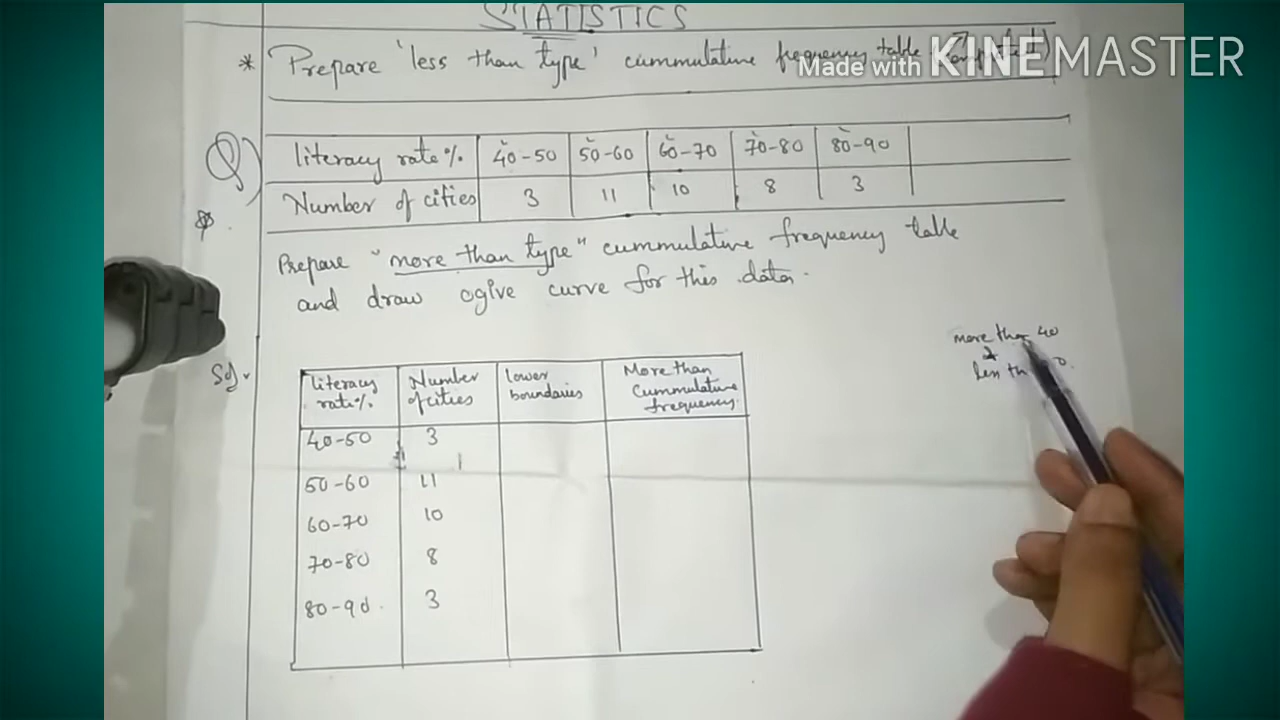 STATISTICS
* Prepare 'less than type' cummulative frequency table
Made with KINEMASTER
Q) Literacy rate% 40-50 50-60 60-70 70-80 80-90
Number of cities 3 11 10 8 3
Prepare "more than type" cummulative frequency table
and draw ogive curve for this data.
more than 40
less th
Sol.
Literacy rate% Number of cities Lower boundaries More than Cummulative frequency
40-50 3
50-60 11
60-70 10
70-80 8
80-90 3